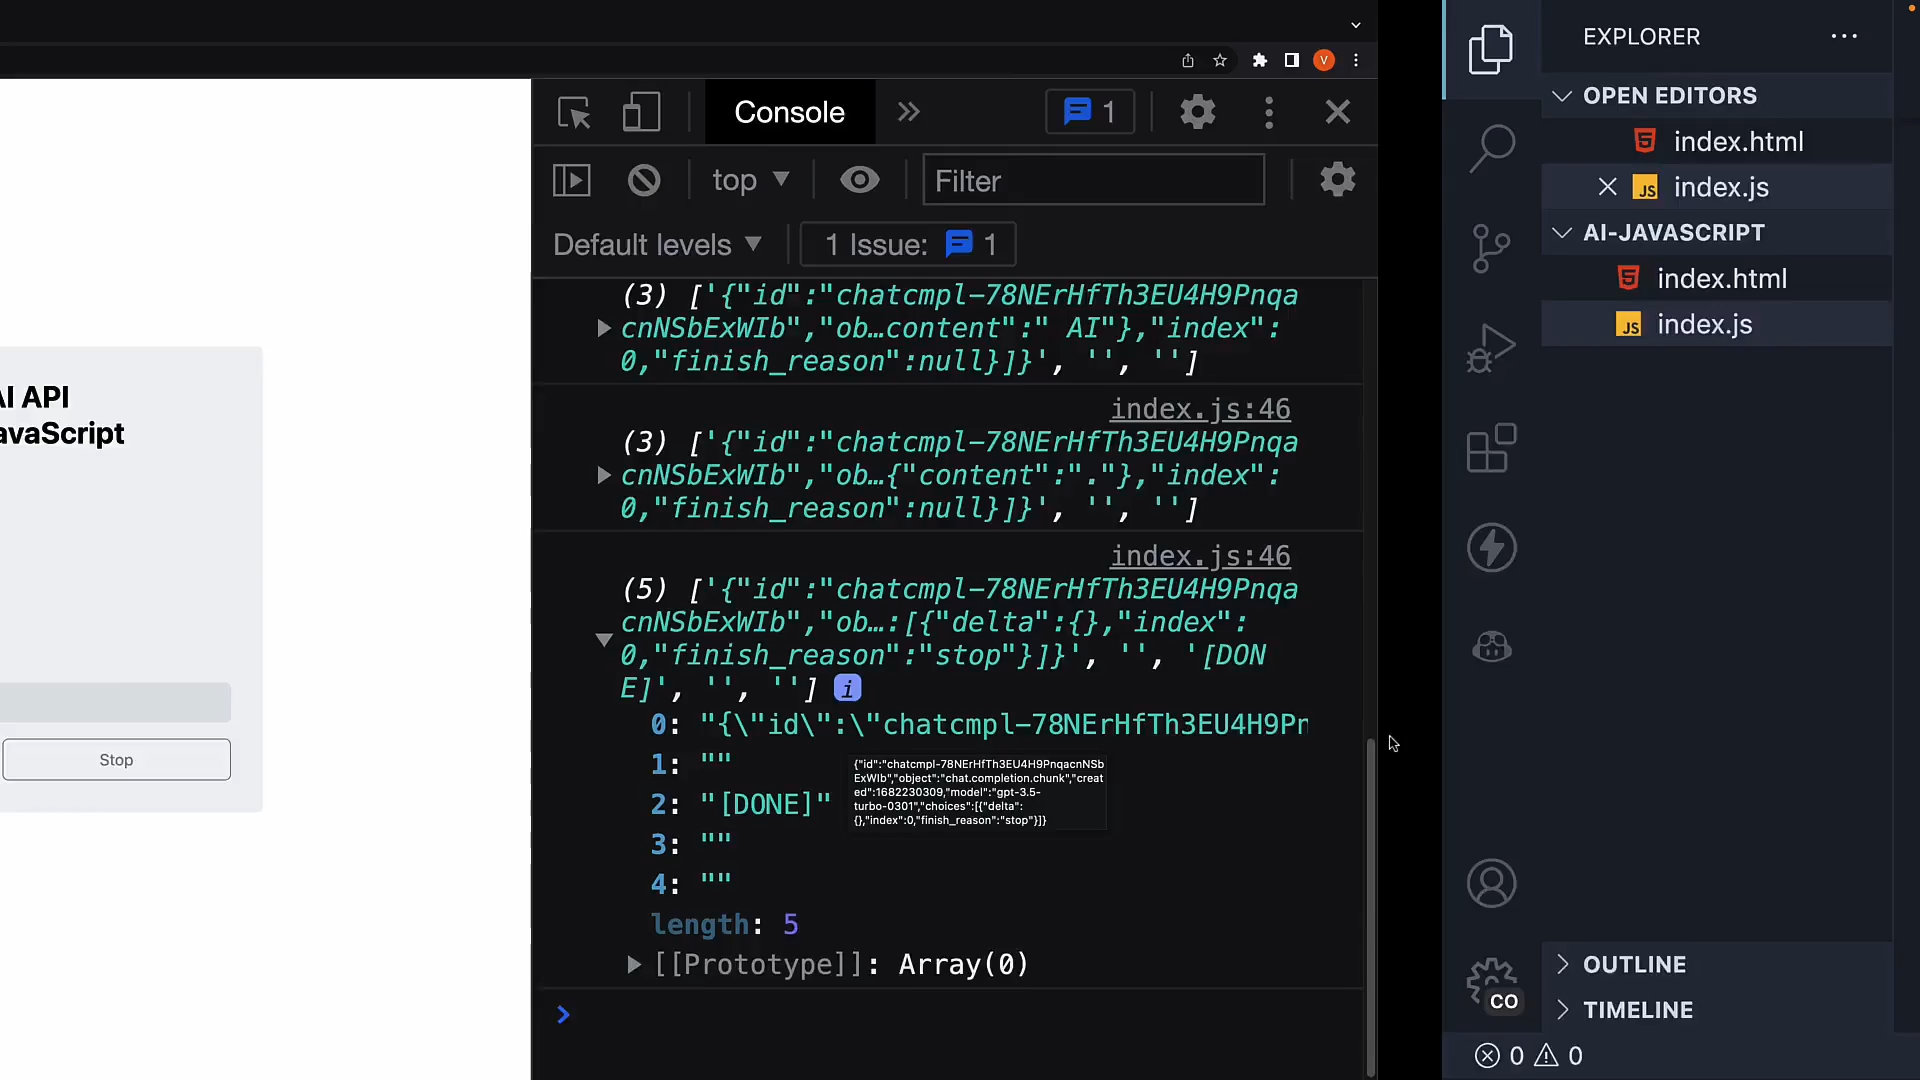 V
AI API
avaScript
Stop
Console
1
top
Filter
Default levels
1 Issue: 1
(3) ['{"id":"chatcmpl-78NErHfTh3EU4H9Pnqa
cnNSbExWIb","ob…content":" AI"},"index":
0,"finish_reason":null}]}', '', '']
index.js:46
(3) ['{"id":"chatcmpl-78NErHfTh3EU4H9Pnqa
cnNSbExWIb","ob…{"content":"."},"index":
0,"finish_reason":null}]}', '', '']
index.js:46
(5) ['{"id":"chatcmpl-78NErHfTh3EU4H9Pnqa
cnNSbExWIb","ob…:[{"delta":{},"index":
0,"finish_reason":"stop"}]}', '', '[DON
E]', '', ''] i
0: "{\"id\":\"chatcmpl-78NErHfTh3EU4H9Pn
1: ""
2: "[DONE]"
3: ""
4: ""
length: 5
[[Prototype]]: Array(0)
{"id":"chatcmpl-78NErHfTh3EU4H9PnqacnNSb
ExWIb","object":"chat.completion.chunk","creat
ed":1682230309,"model":"gpt-3.5-
turbo-0301","choices":[{"delta":
{},"index":0,"finish_reason":"stop"}]}
EXPLORER
OPEN EDITORS
index.html
JS index.js
AI-JAVASCRIPT
index.html
JS index.js
OUTLINE
TIMELINE
CO
0 0